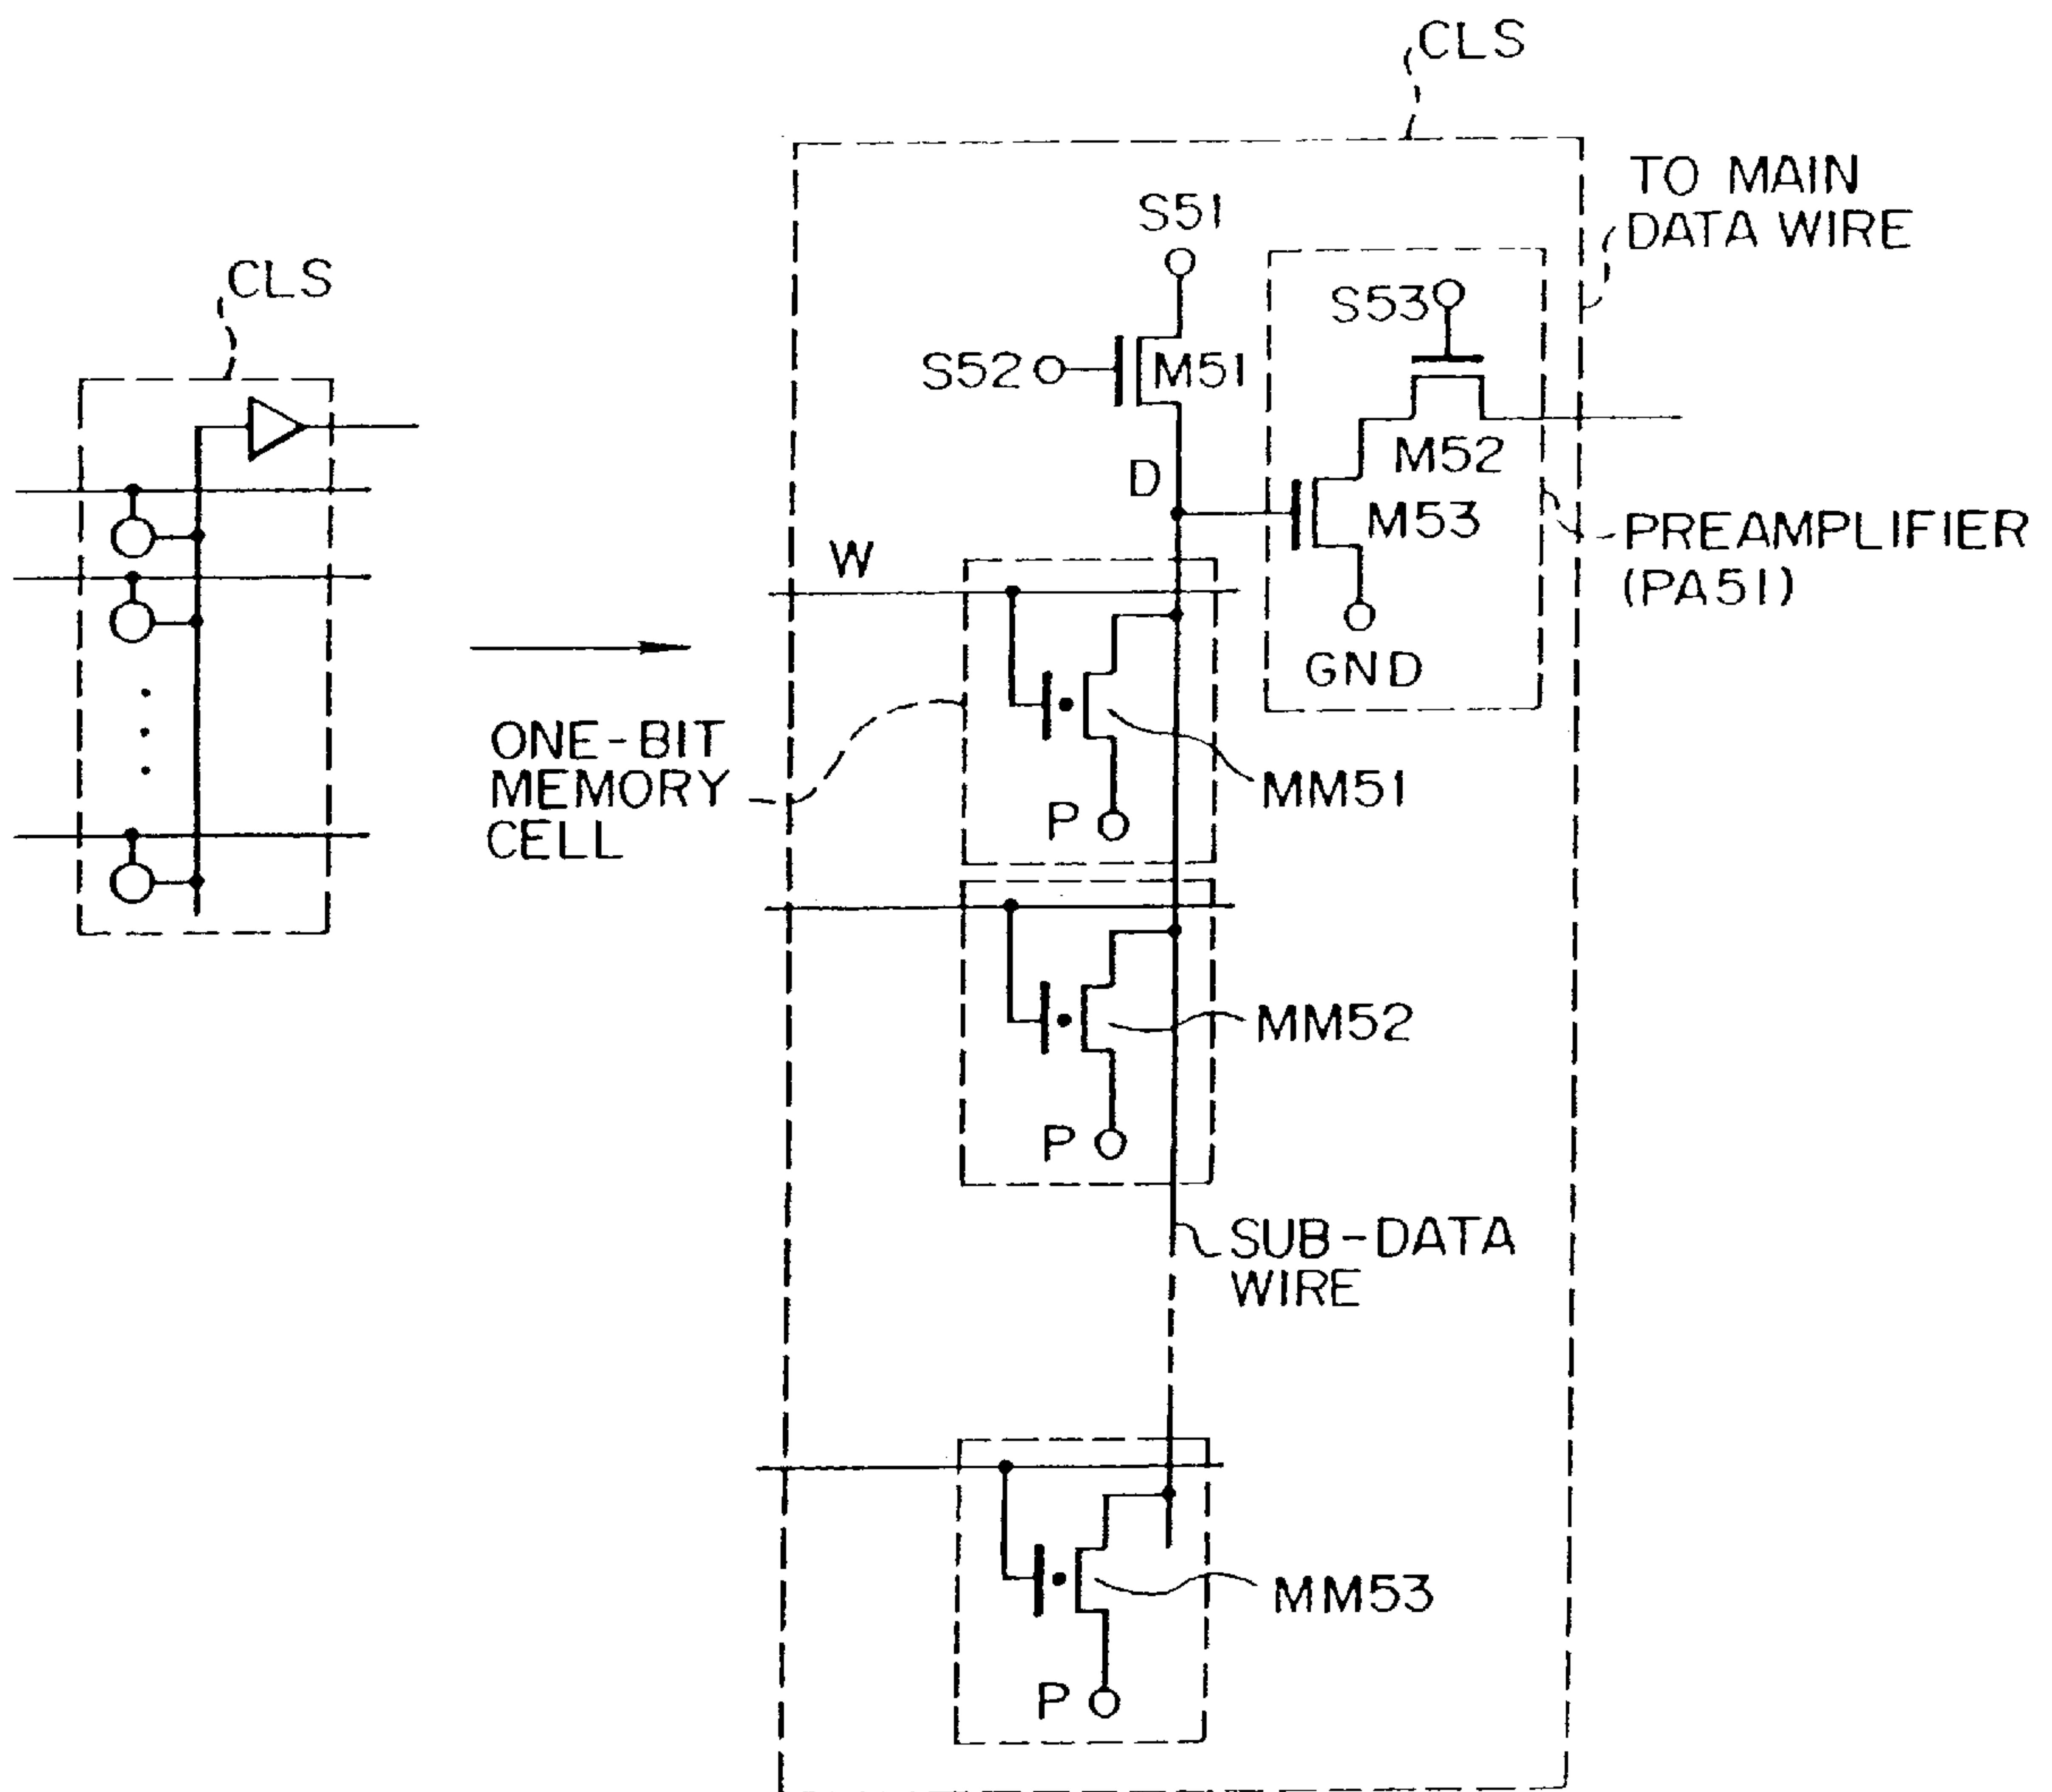 CLS
CLS
TO MAIN
DATA WIRE
S51
S53
S52
M51
M52
D
M53
PREAMPLIFIER
(PA51)
W
GND
ONE-BIT
MEMORY
CELL
MM51
P
MM52
P
SUB-DATA
WIRE
MM53
P